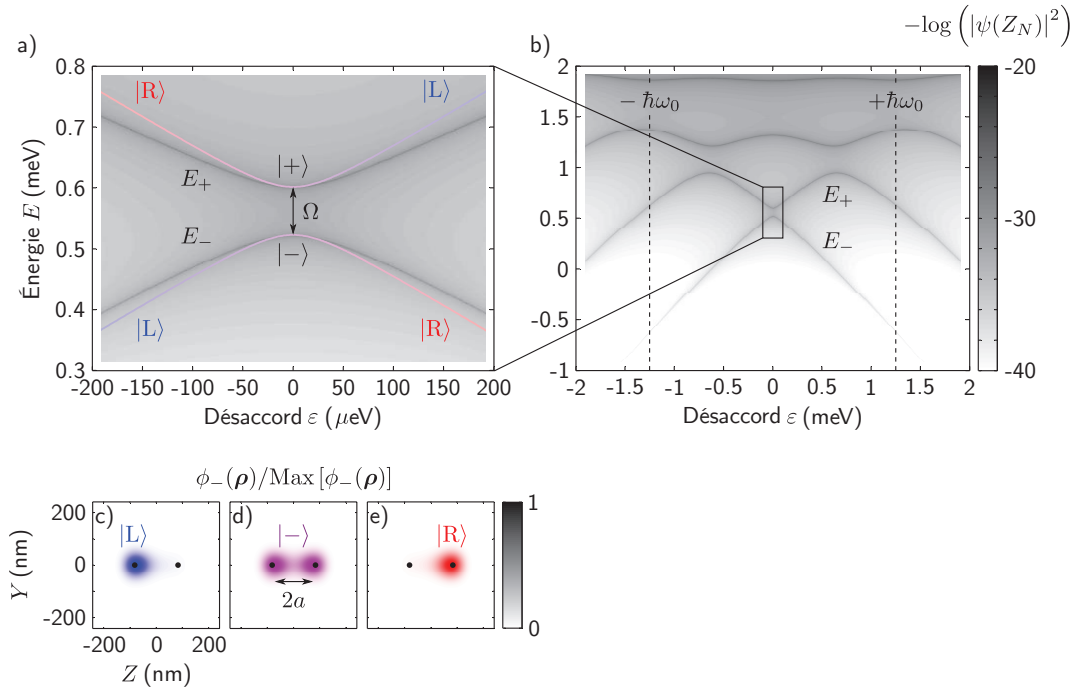 −log (|ψ(Z_N)|²)
a)
b)
Énergie E (meV)
0.8
0.7
0.6
0.5
0.4
0.3
|R⟩
|L⟩
|+⟩
E₊
Ω
E₋
|−⟩
|L⟩
|R⟩
-200 -150 -100 -50 0 50 100 150 200
Désaccord ε (μeV)
2
1.5
1
0.5
0
-0.5
-1
− ħω₀
+ħω₀
E₊
E₋
-2 -1.5 -1 -0.5 0 0.5 1 1.5 2
Désaccord ε (meV)
-20
-30
-40
ϕ₋(ρ)/Max [ϕ₋(ρ)]
c) d) e)
|L⟩ |−⟩ |R⟩
2a
Y (nm)
200
0
-200
-200 0 200
Z (nm)
1
0